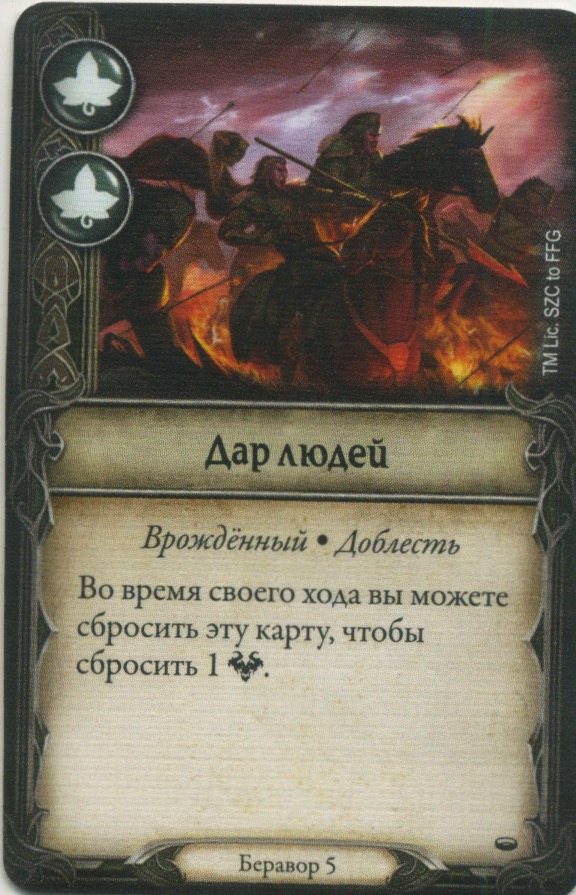 TM Lic. SZC to FFG
Дар людей
Врождённый • Доблесть
Во время своего хода вы можете
сбросить эту карту, чтобы
сбросить 1 .
Беравор 5